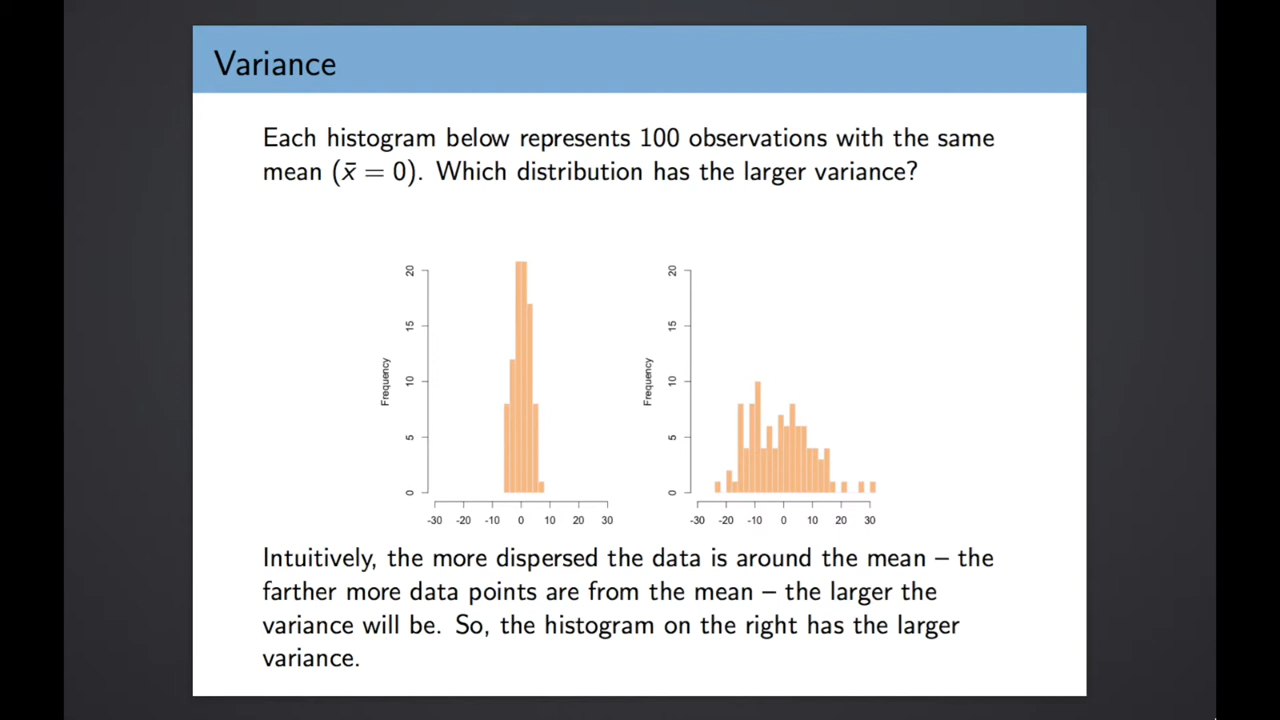 Variance
Each histogram below represents 100 observations with the same
mean (x̄ = 0). Which distribution has the larger variance?
Frequency
20
15
10
5
0
-30 -20 -10 0 10 20 30
Frequency
20
15
10
5
0
-30 -20 -10 0 10 20 30
Intuitively, the more dispersed the data is around the mean – the
farther more data points are from the mean – the larger the
variance will be. So, the histogram on the right has the larger
variance.